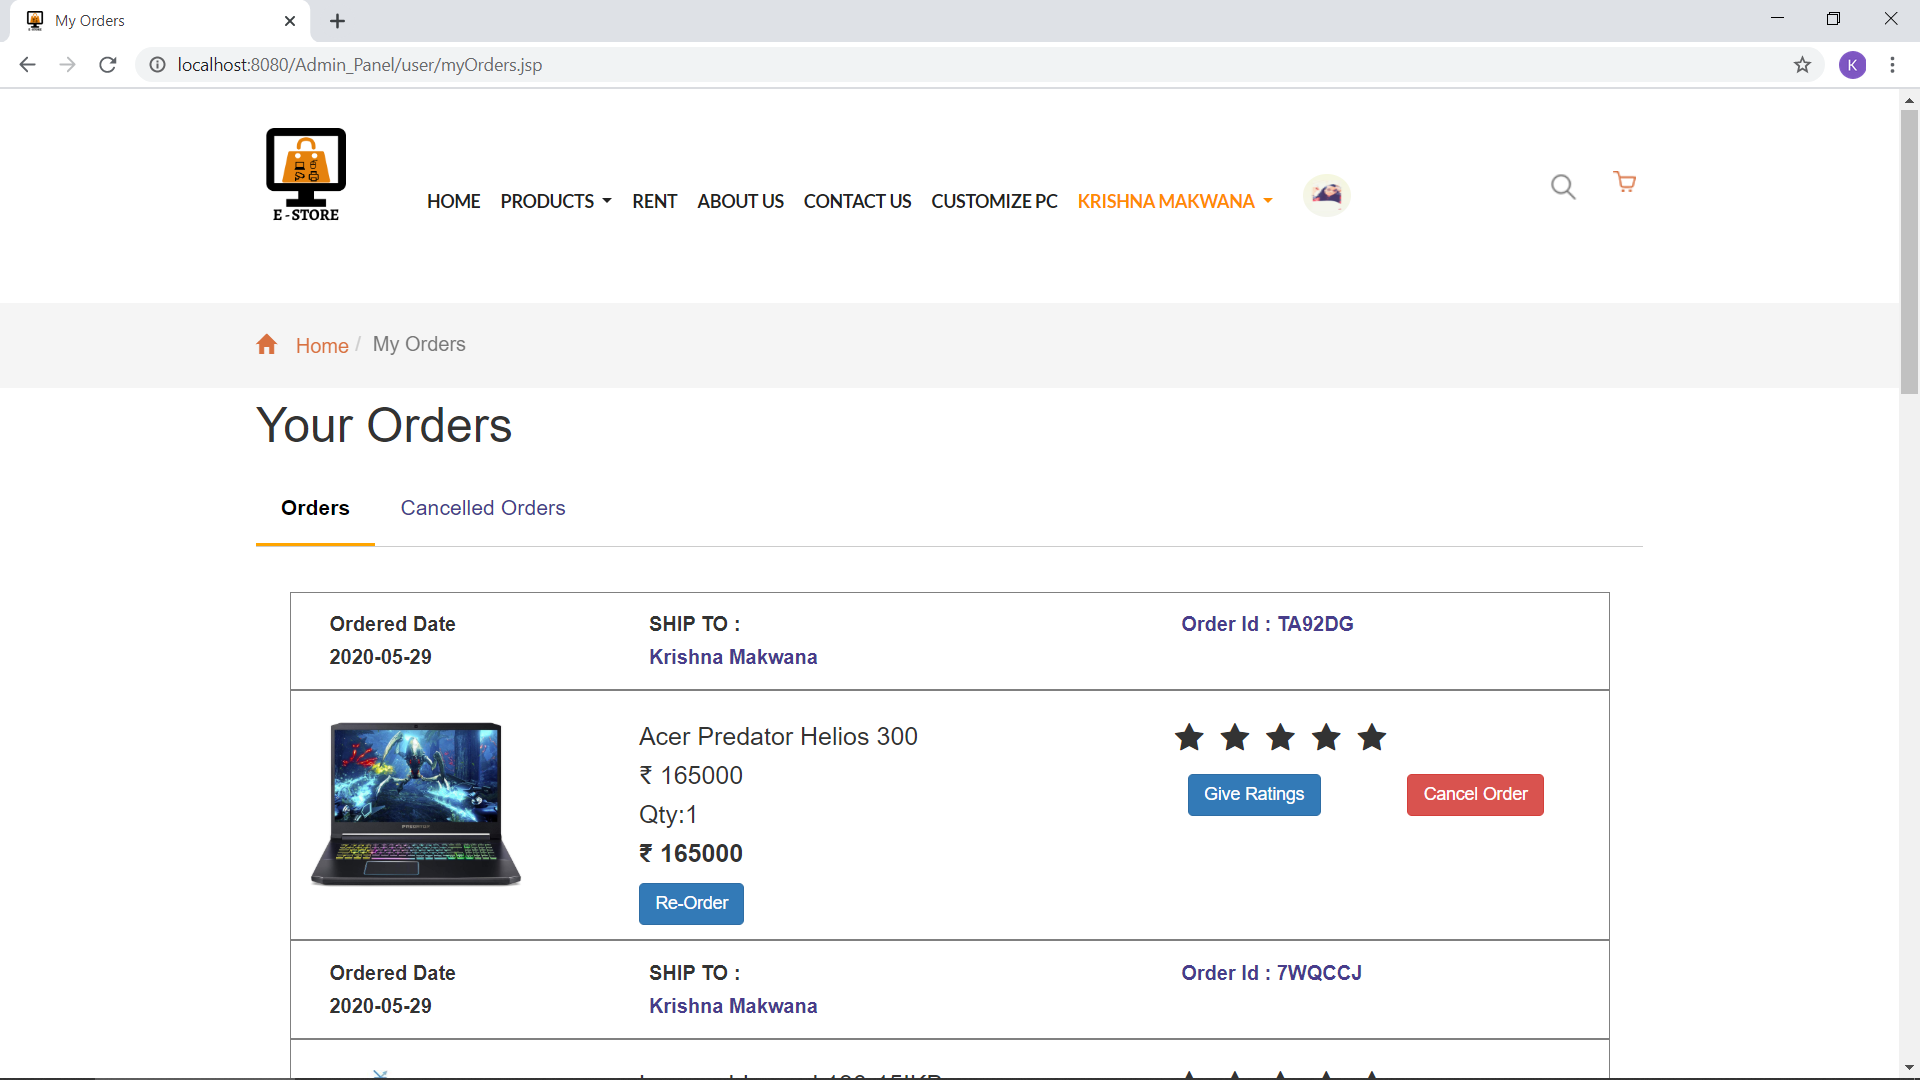 My Orders
localhost:8080/Admin_Panel/user/myOrders.jsp
K
E-STORE
HOME PRODUCTS RENT ABOUT US CONTACT US CUSTOMIZE PC KRISHNA MAKWANA
Home / My Orders
Your Orders
Orders Cancelled Orders
Ordered Date SHIP TO : Order Id : TA92DG
2020-05-29 Krishna Makwana
Acer Predator Helios 300
₹ 165000
Give Ratings Cancel Order
Qty:1
₹ 165000
PREDATOR
Re-Order
Ordered Date SHIP TO : Order Id : 7WQCCJ
2020-05-29 Krishna Makwana